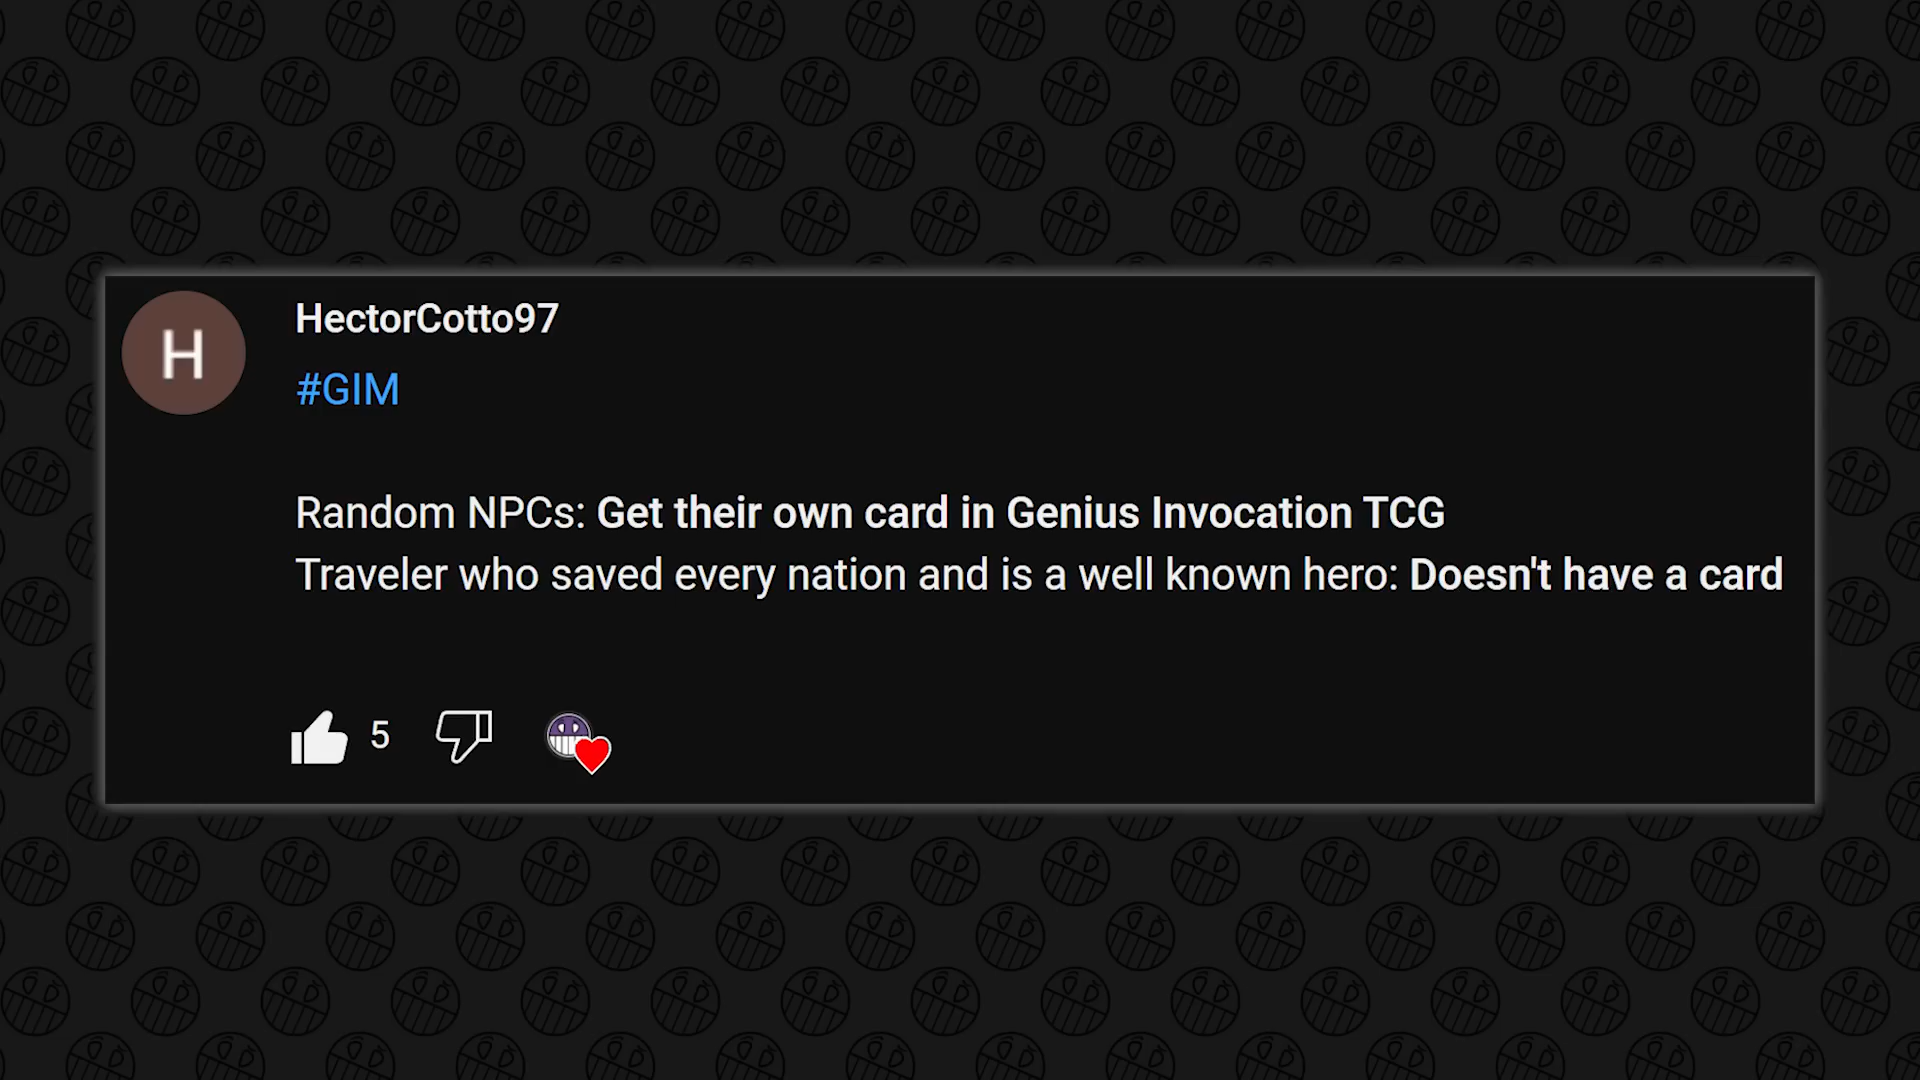 H
HectorCotto97
#GIM
Random NPCs: Get their own card in Genius Invocation TCG
Traveler who saved every nation and is a well known hero: Doesn't have a card
5